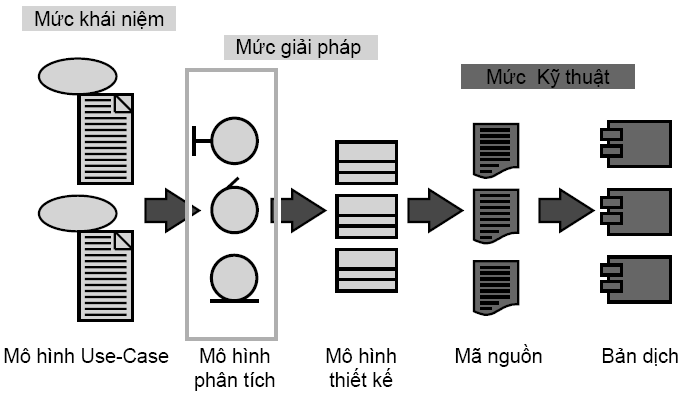 Mức khái niệm
Mức giải pháp
Mức Kỹ thuật
Mô hình Use-Case
Mô hình
phân tích
Mô hình
thiết kế
Mã nguồn
Bản dịch